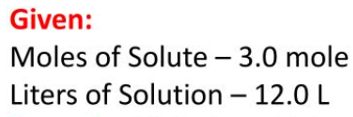 Given:
Moles of Solute – 3.0 mole
Liters of Solution – 12.0 L